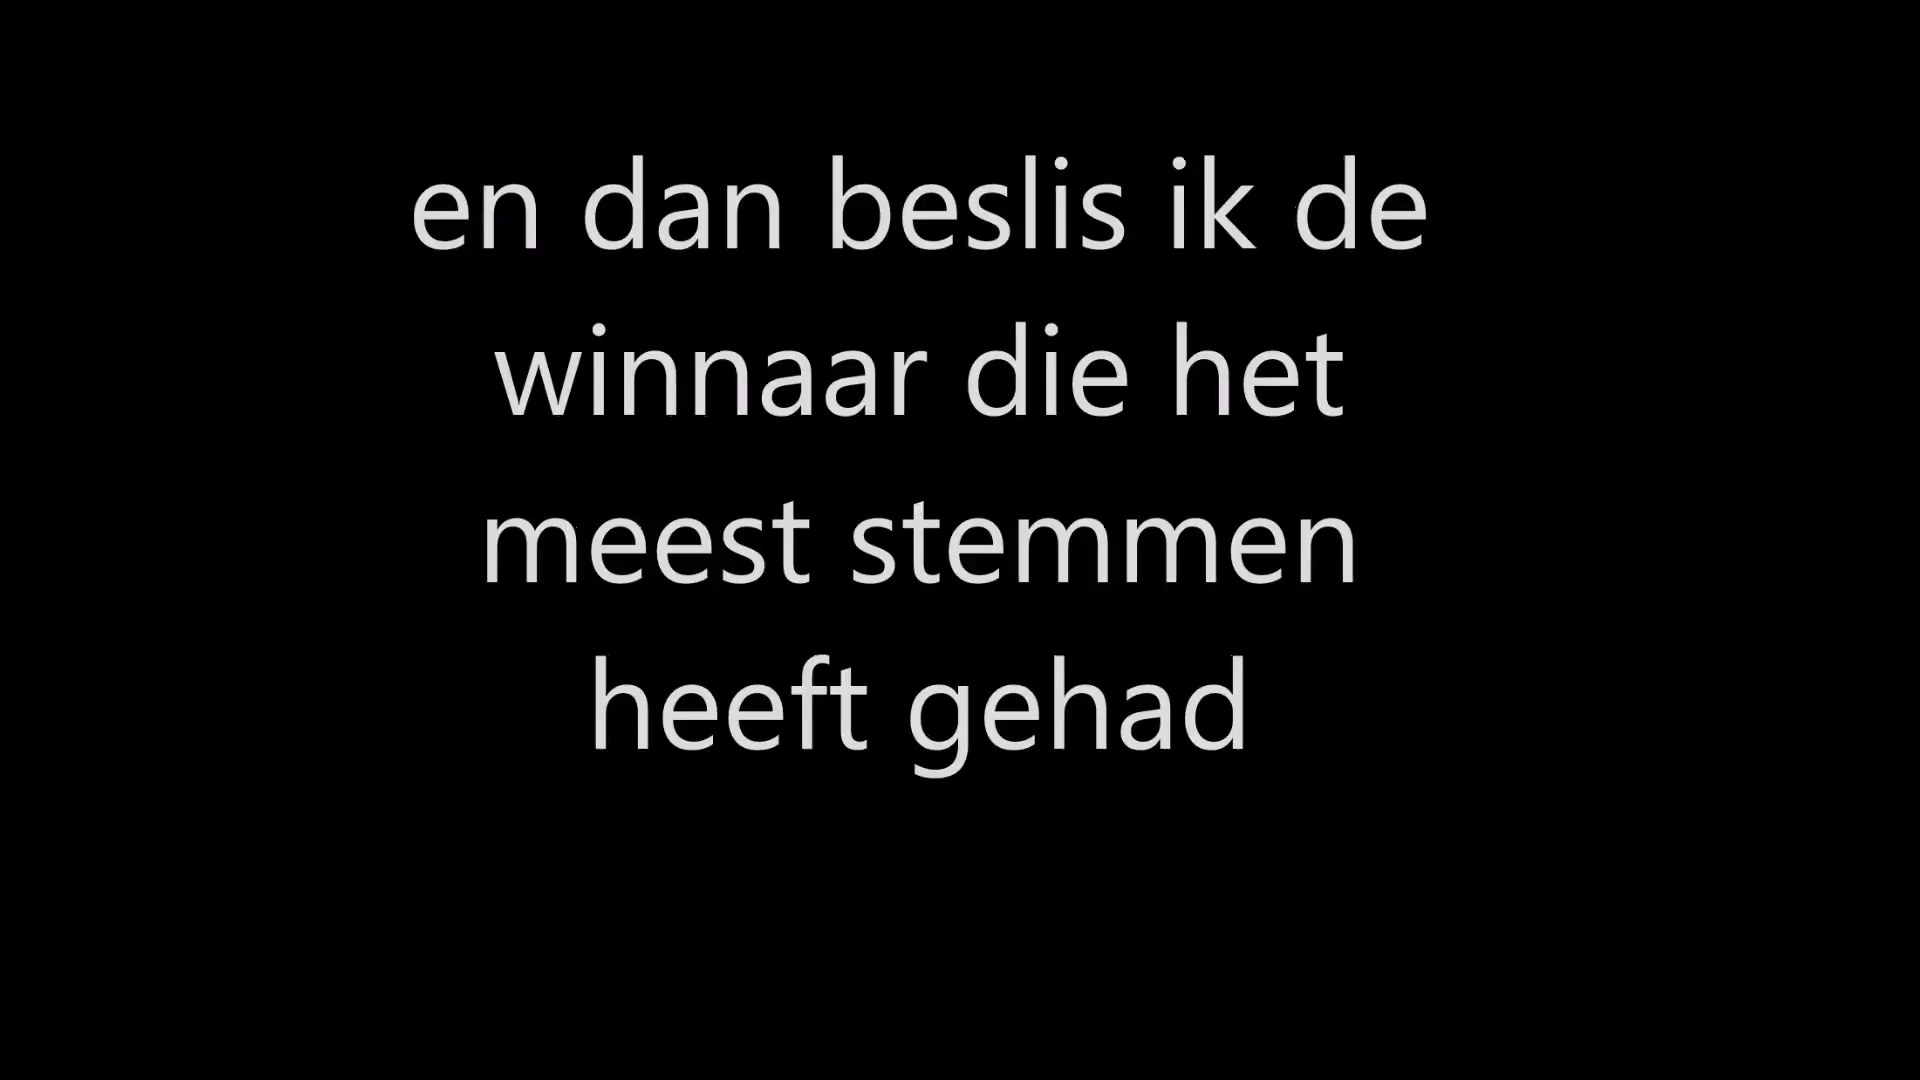 en dan beslis ik de
winnaar die het
meest stemmen
heeft gehad